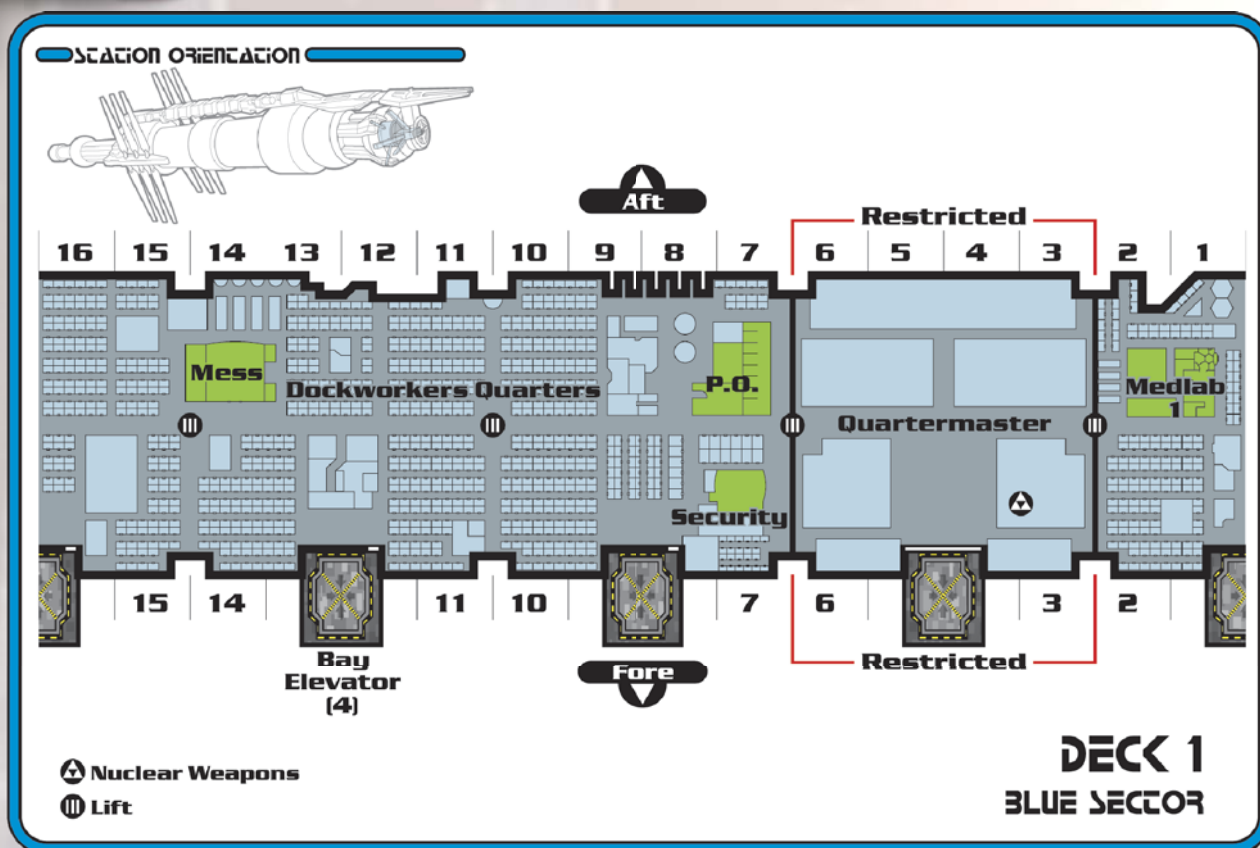 STATION ORIENTATION
Aft
Restricted
16 15 14 13 12 11 10 9 8 7 6 5 4 3 2 1
Mess
Dockworkers Quarters
P.O.
Medlab
1
Quartermaster
Security
15 14 11 10 7 6 3 2
Bay
Elevator
(4)
Fore
Restricted
Nuclear Weapons
Lift
DECK 1
BLUE SECTOR